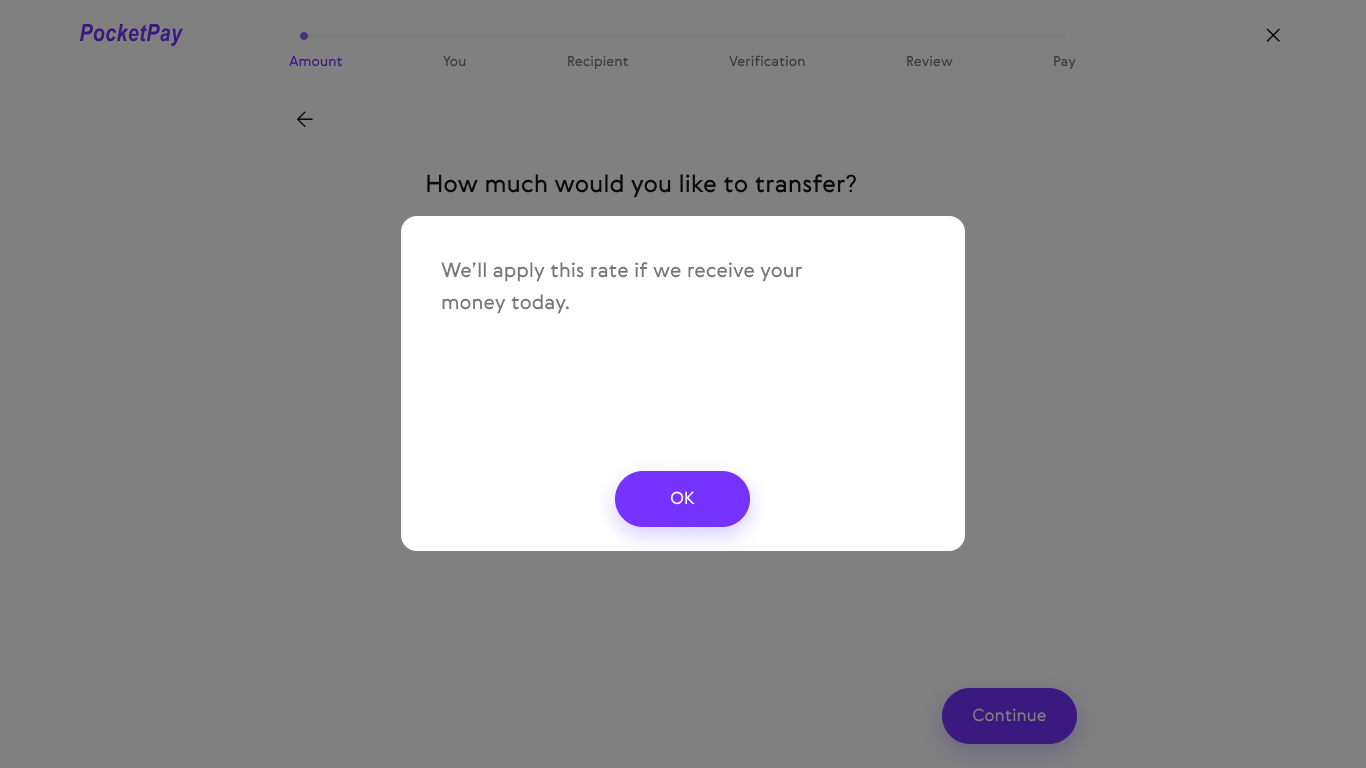 PocketPay
Amount
You
Recipient
Verification
Review
Pay
How much would you like to transfer?
We’ll apply this rate if we receive your
money today.
OK
Continue